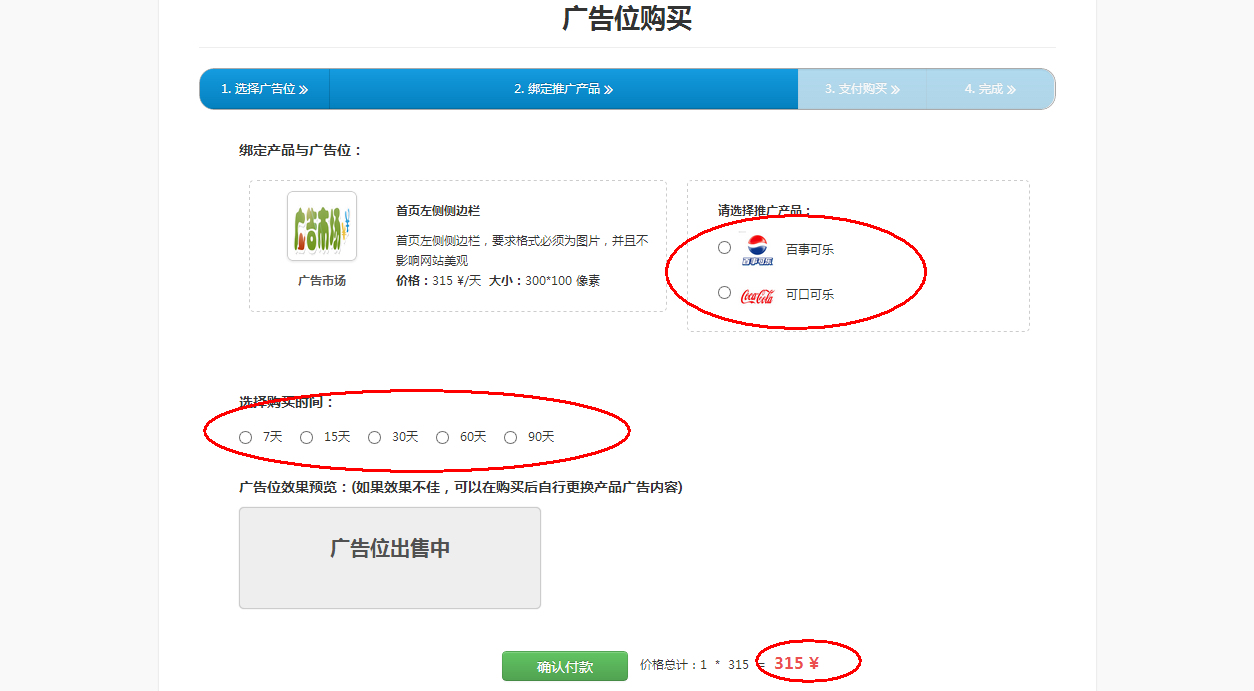 广告位购买
1. 选择广告位 »
2. 绑定推广产品 »
3. 支付购买 »
4. 完成 »
绑定产品与广告位：
广告市场
广告市场
首页左侧侧边栏
首页左侧侧边栏，要求格式必须为图片，并且不
影响网站美观
价格：315 ¥/天 大小：300*100 像素
请选择推广产品：
百事可乐
百事可乐
Coca-Cola
可口可乐
选择购买时间：
7天 15天 30天 60天 90天
广告位效果预览：(如果效果不佳，可以在购买后自行更换产品广告内容)
广告位出售中
确认付款
价格总计：1 * 315 = 315 ¥